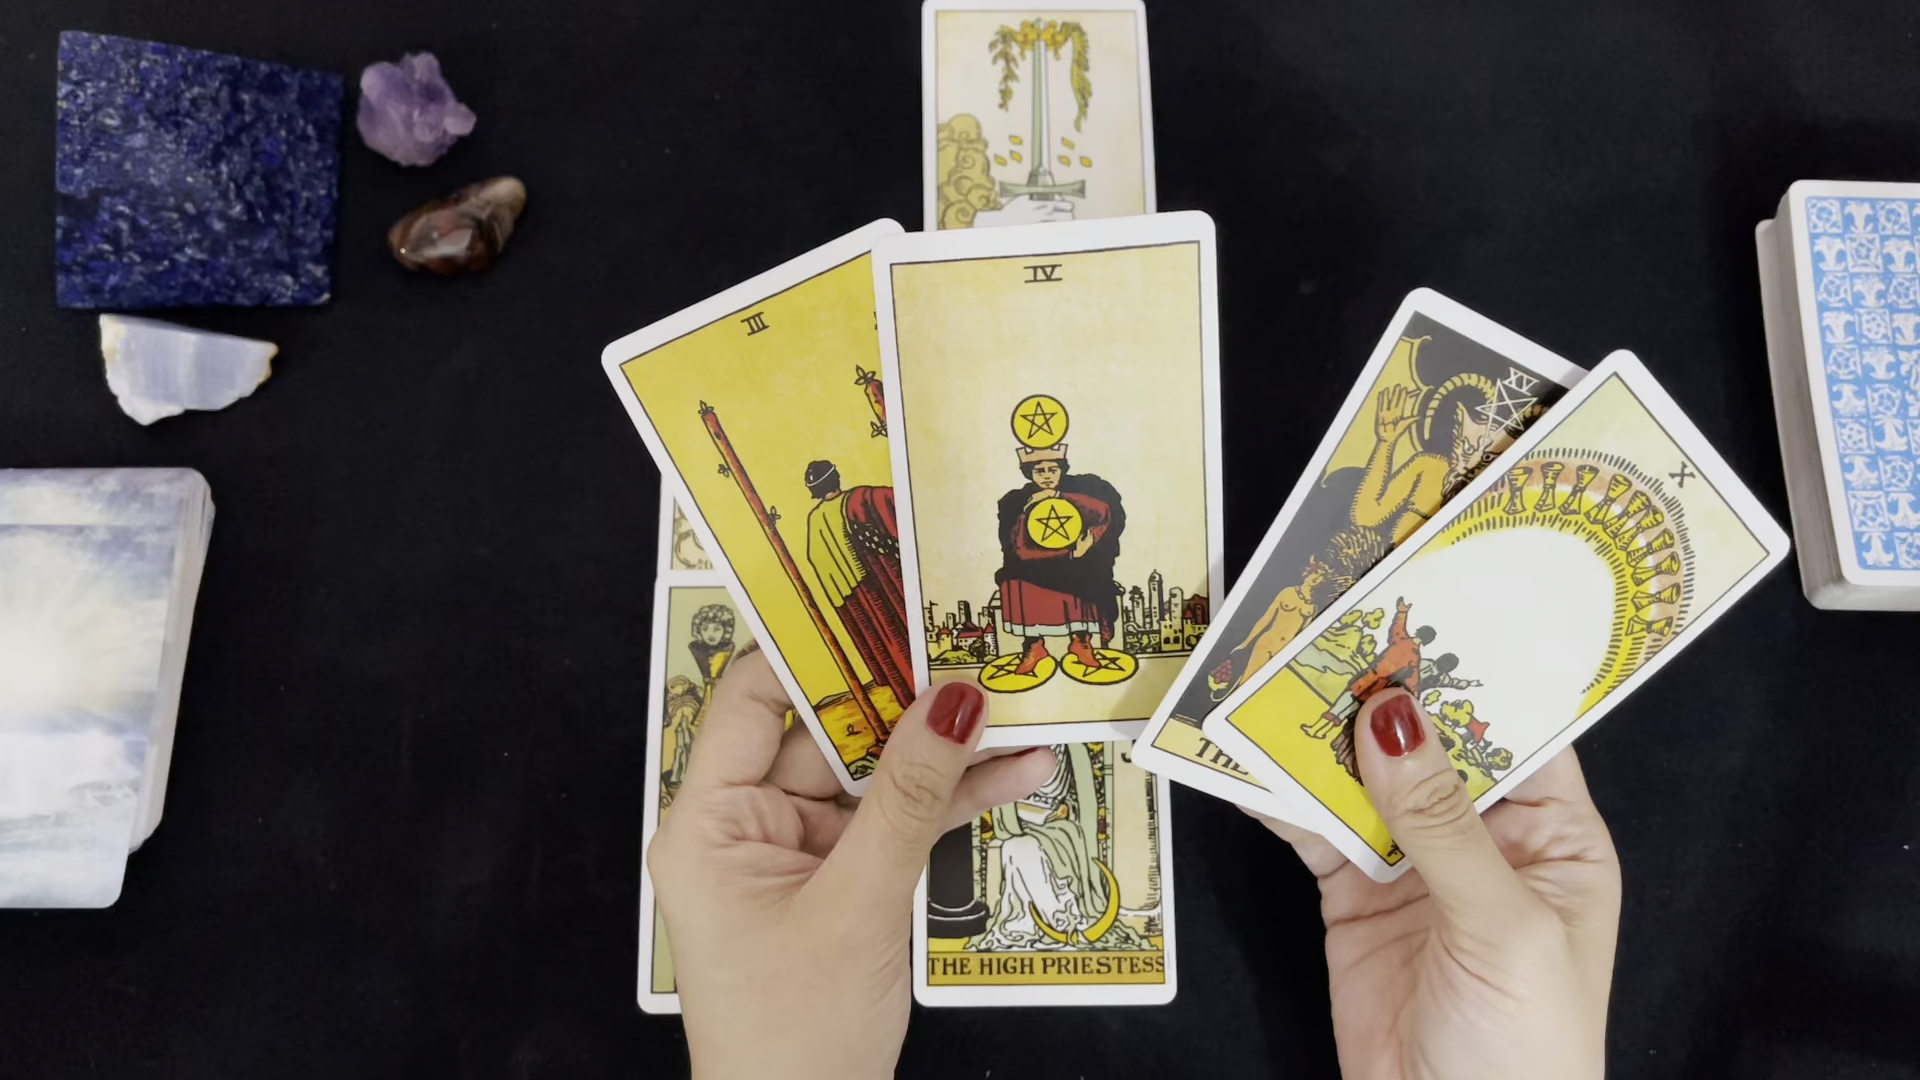 III
IV
XV
X
THE
THE HIGH PRIESTESS